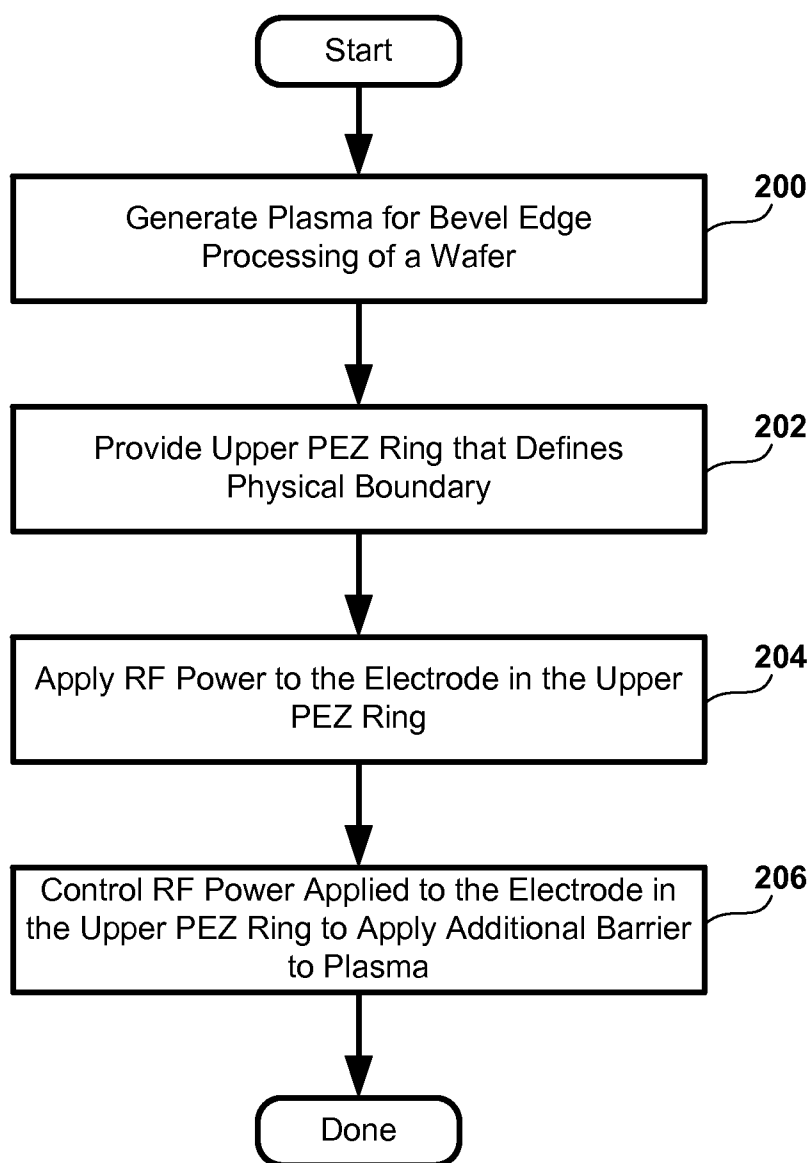 Start
200
Generate Plasma for Bevel Edge
Processing of a Wafer
202
Provide Upper PEZ Ring that Defines
Physical Boundary
204
Apply RF Power to the Electrode in the Upper
PEZ Ring
206
Control RF Power Applied to the Electrode in
the Upper PEZ Ring to Apply Additional Barrier
to Plasma
Done